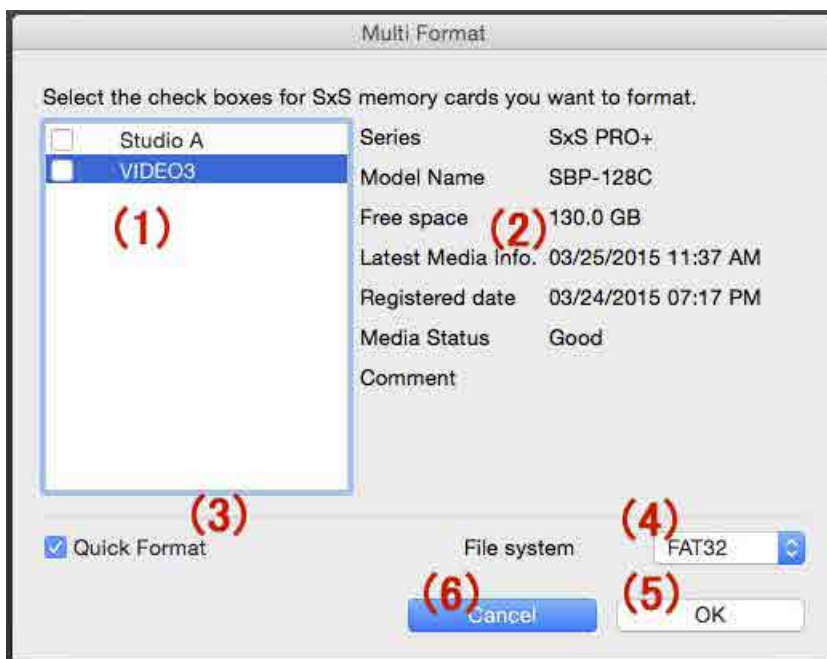 Multi Format
Select the check boxes for SxS memory cards you want to format.
Studio A
VIDEO3
(1)
Series SxS PRO+
Model Name SBP-128C
Free space 130.0 GB
(2)
Latest Media Info. 03/25/2015 11:37 AM
Registered date 03/24/2015 07:17 PM
Media Status Good
Comment
(3)
Quick Format
(4)
File system FAT32
(6)
Cancel
(5)
OK